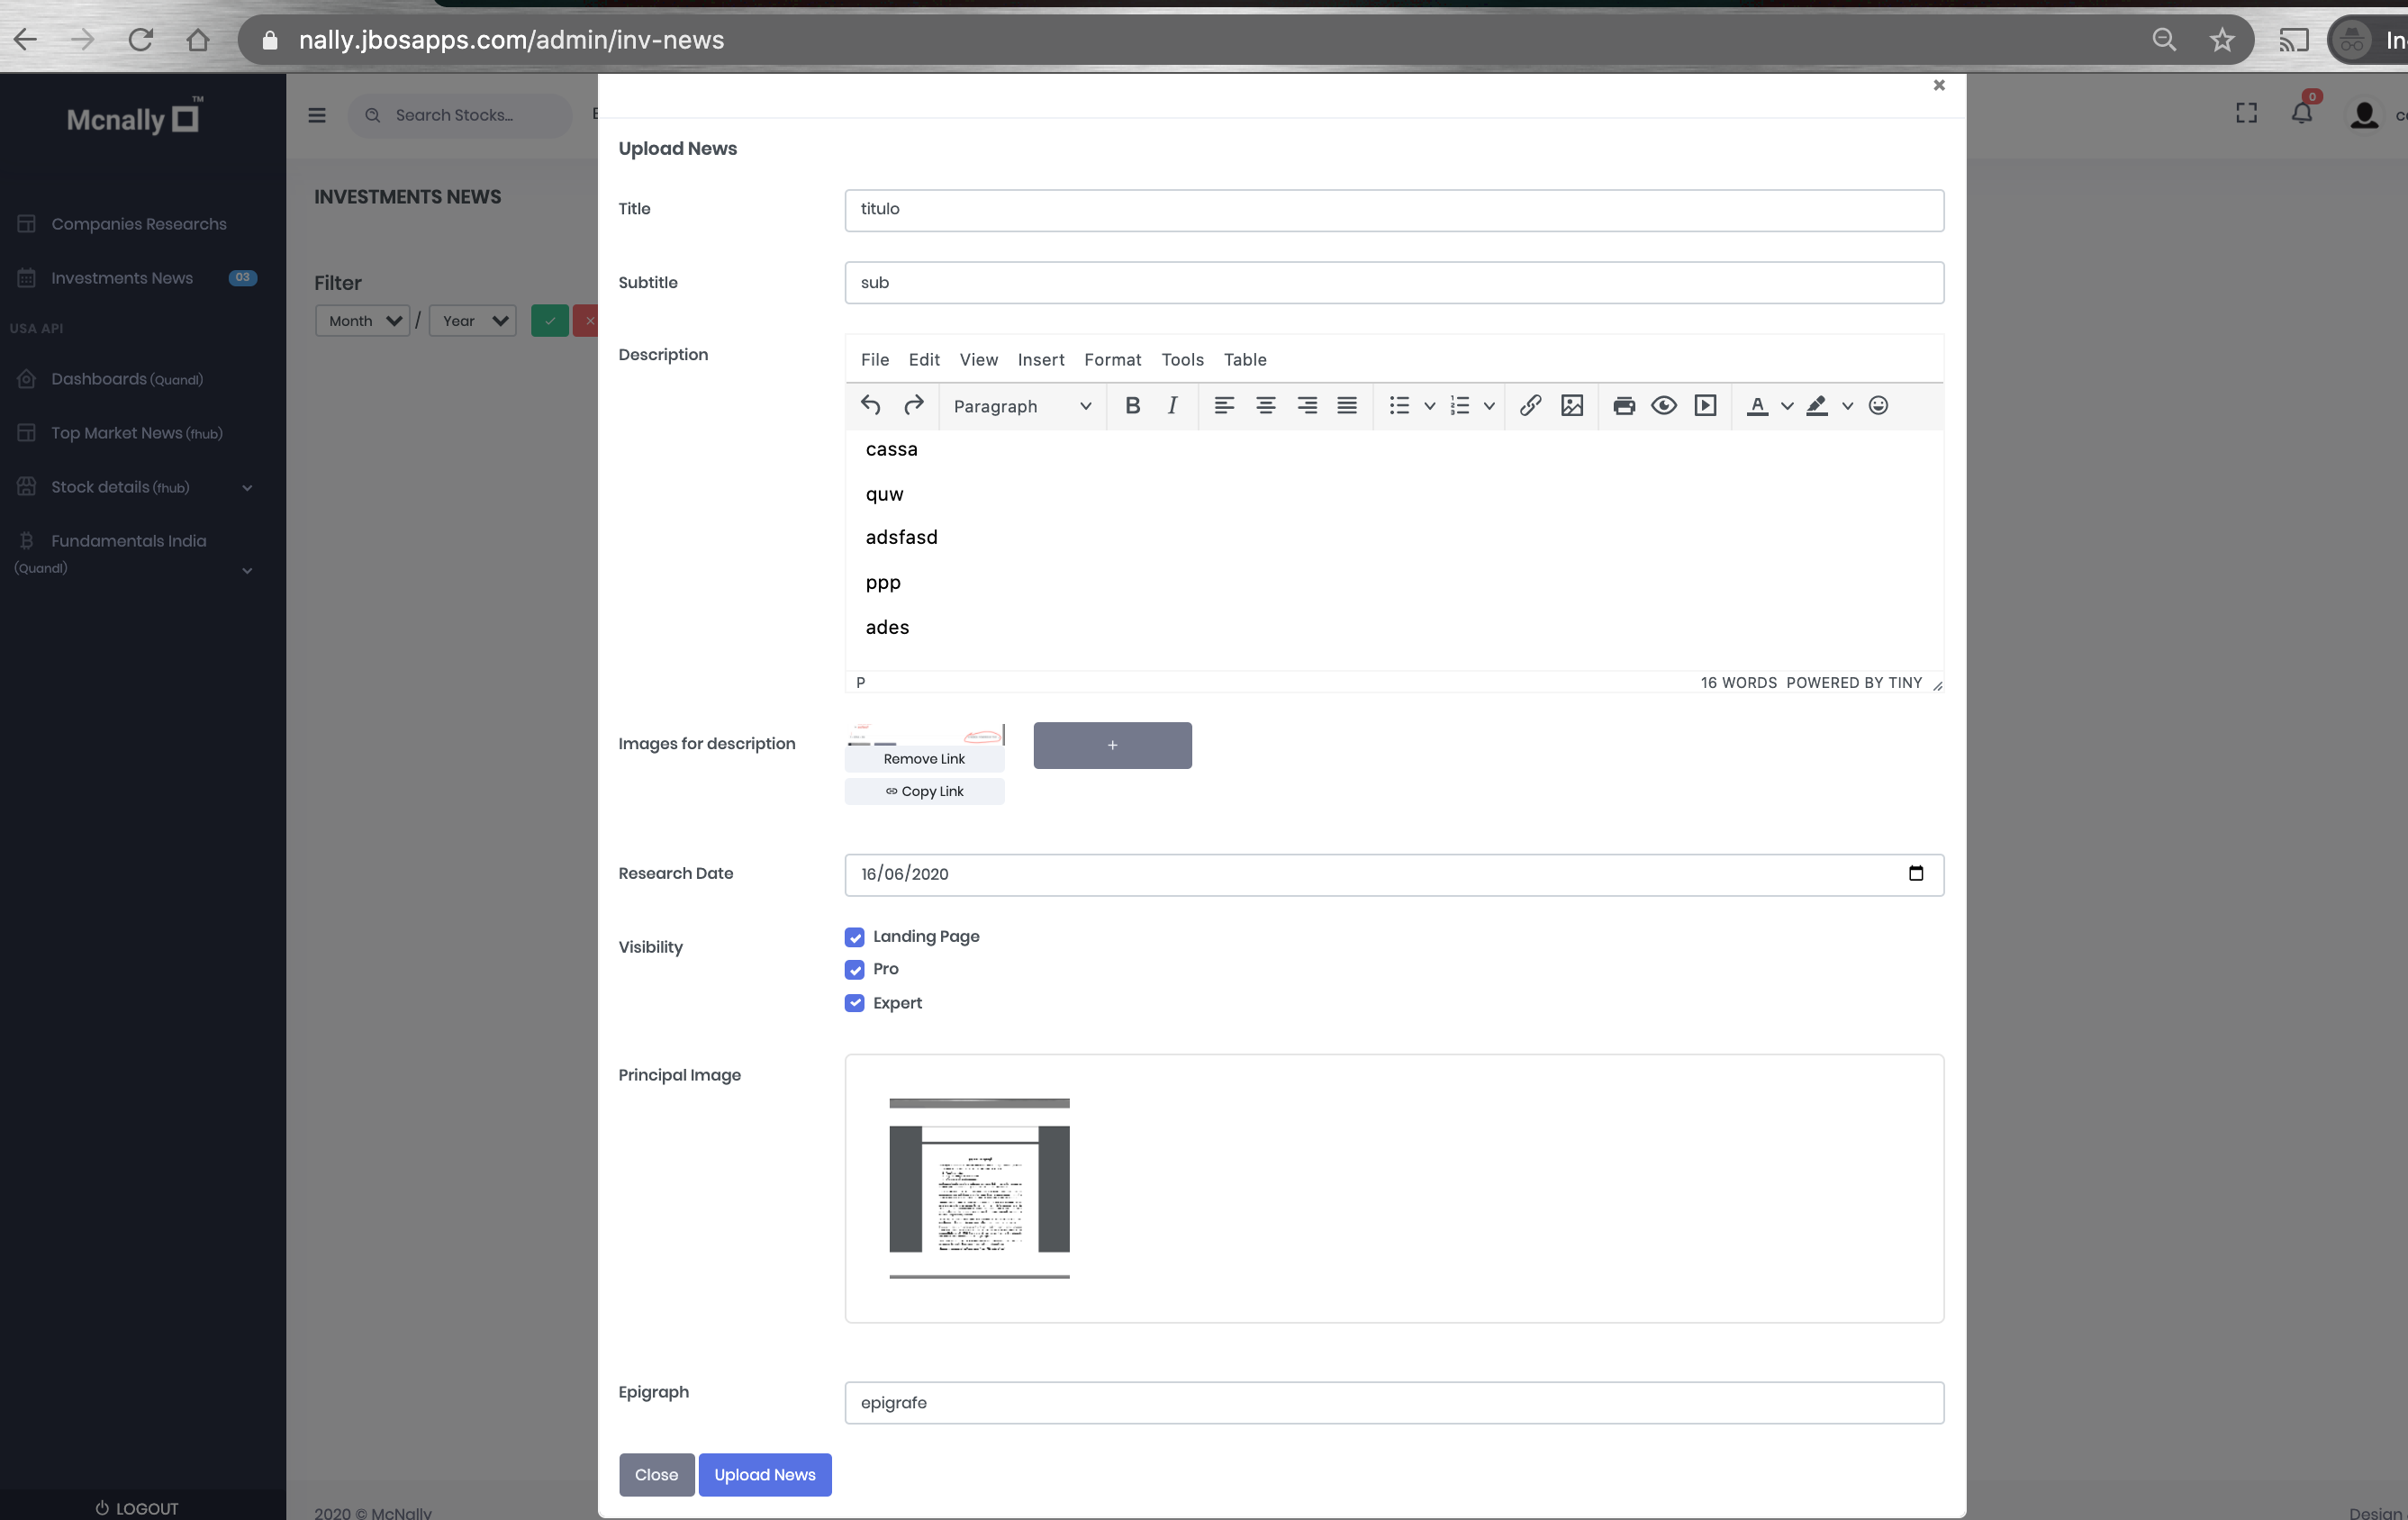 nally.jbosapps.com/admin/inv-news
Mcnally ™
Search Stocks...
0
Companies Researchs
Investments News 03
USA API
Dashboards (Quandl)
Top Market News (fhub)
Stock details (fhub)
Fundamentals India
(Quandl)
LOGOUT
INVESTMENTS NEWS
Filter
Month / Year
2020 © McNally
Design
Upload News
Title titulo
Subtitle sub
Description
File Edit View Insert Format Tools Table
Paragraph B I
cassa
quw
adsfasd
ppp
ades
P 16 WORDS POWERED BY TINY
Images for description
+
Remove Link
Copy Link
Research Date 16/06/2020
Visibility
Landing Page
Pro
Expert
Principal Image
Epigraph epigrafe
Close Upload News